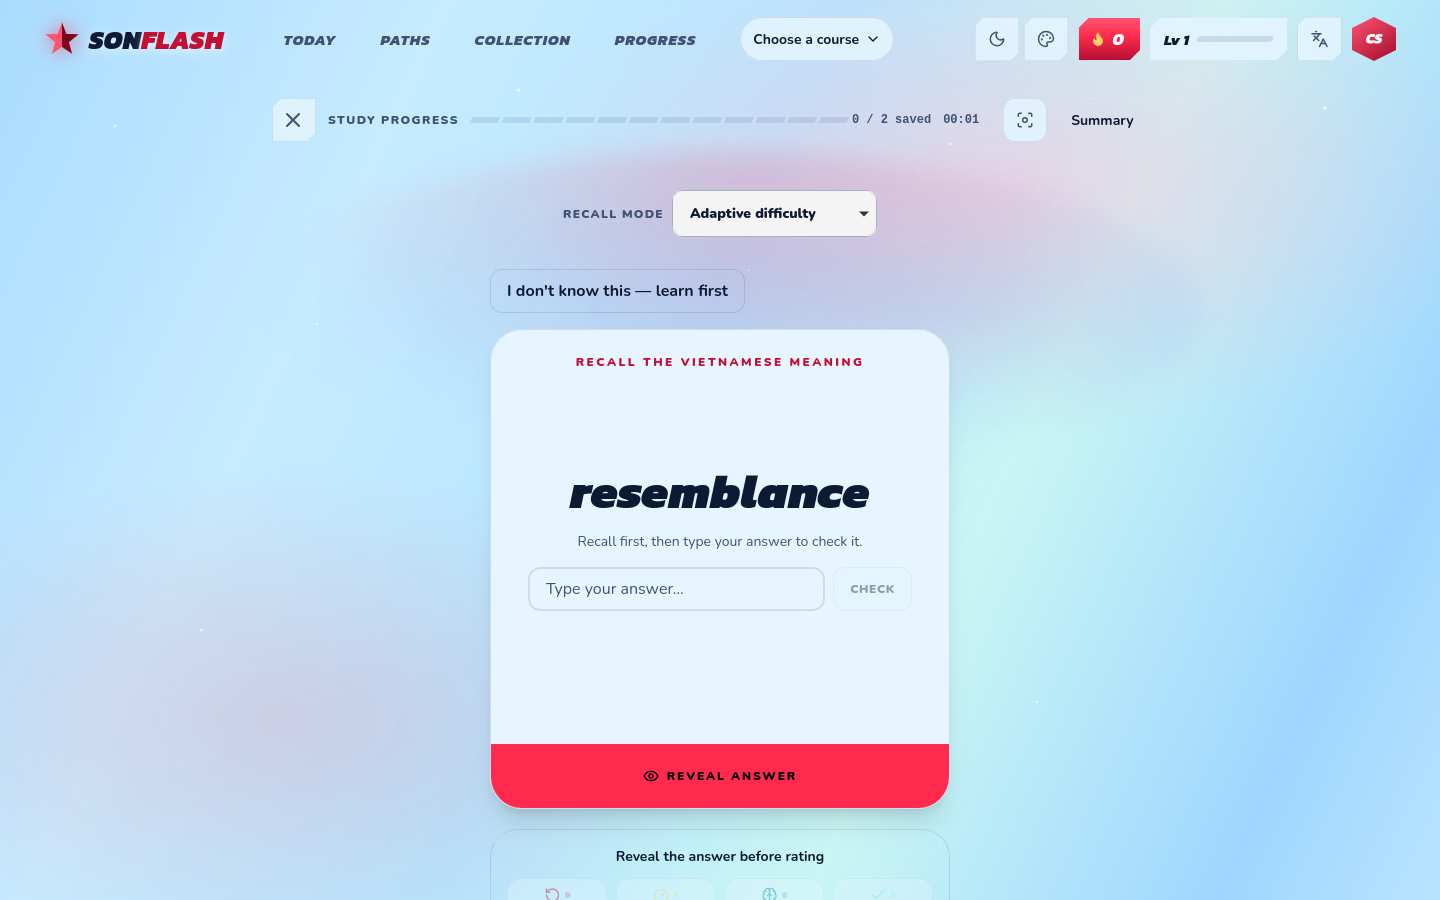 SONFLASH
TODAY
PATHS
COLLECTION
PROGRESS
Choose a course
0
Lv 1
CS
STUDY PROGRESS
0 / 2 saved 00:01
Summary
RECALL MODE
Adaptive difficulty
I don't know this — learn first
RECALL THE VIETNAMESE MEANING
resemblance
Recall first, then type your answer to check it.
Type your answer...
CHECK
REVEAL ANSWER
Reveal the answer before rating